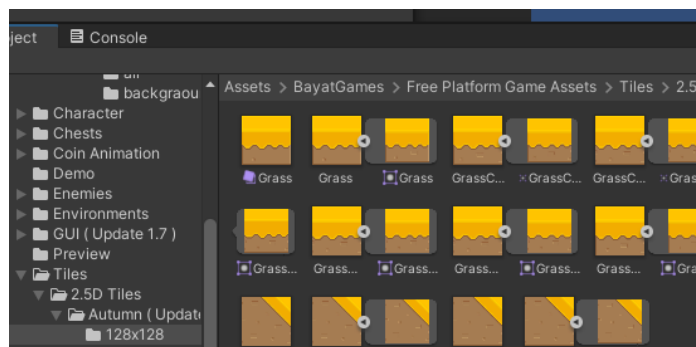 ject Console
Assets > BayatGames > Free Platform Game Assets > Tiles > 2.5
backgraou
Character
Chests
Coin Animation
Demo
Enemies
Environments
GUI ( Update 1.7 )
Preview
Tiles
2.5D Tiles
Autumn ( Updat
128x128
Grass Grass Grass GrassC... GrassC... GrassC... Gras
Grass... Grass... Grass... Grass... Grass... Grass... Gra